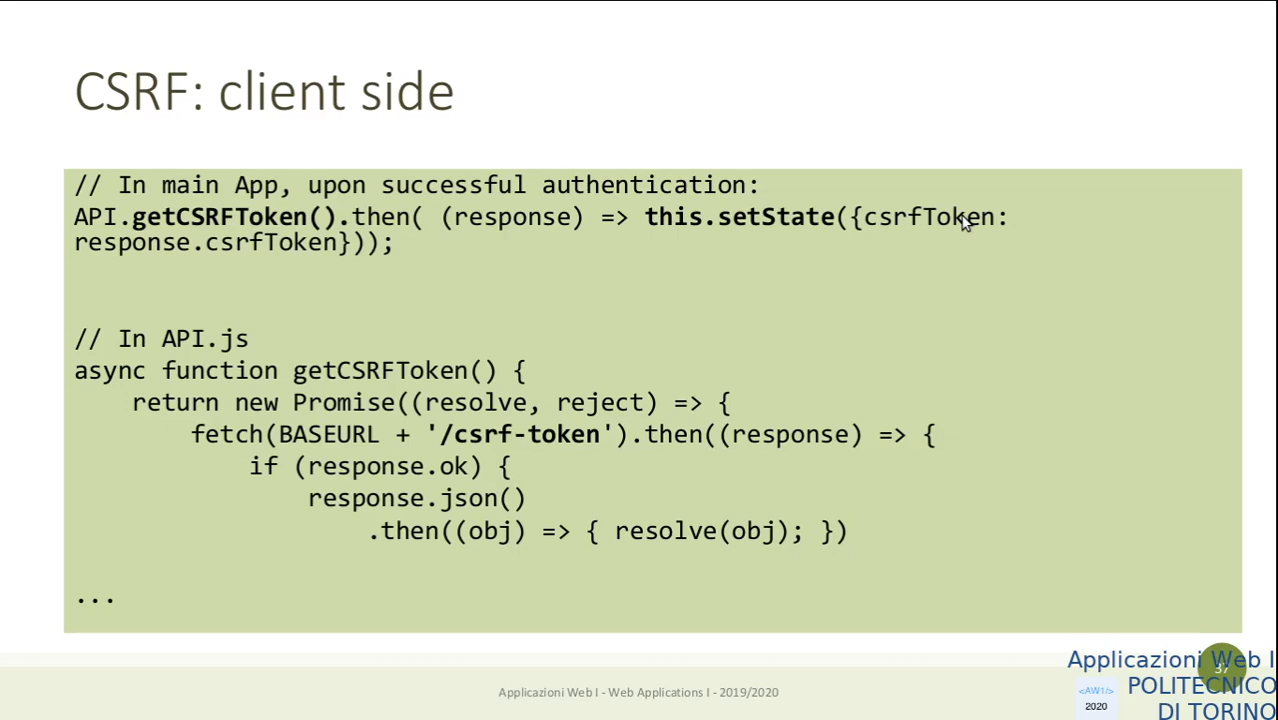 CSRF: client side
// In main App, upon successful authentication:
API.getCSRFToken().then( (response) => this.setState({csrfToken:
response.csrfToken}));
// In API.js
async function getCSRFToken() {
    return new Promise((resolve, reject) => {
        fetch(BASEURL + '/csrf-token').then((response) => {
            if (response.ok) {
                response.json()
                    .then((obj) => { resolve(obj); })
...
Applicazioni Web I - Web Applications I - 2019/2020
37
Applicazioni Web I
POLITECNICO
DI TORINO
<AW1/>
2020